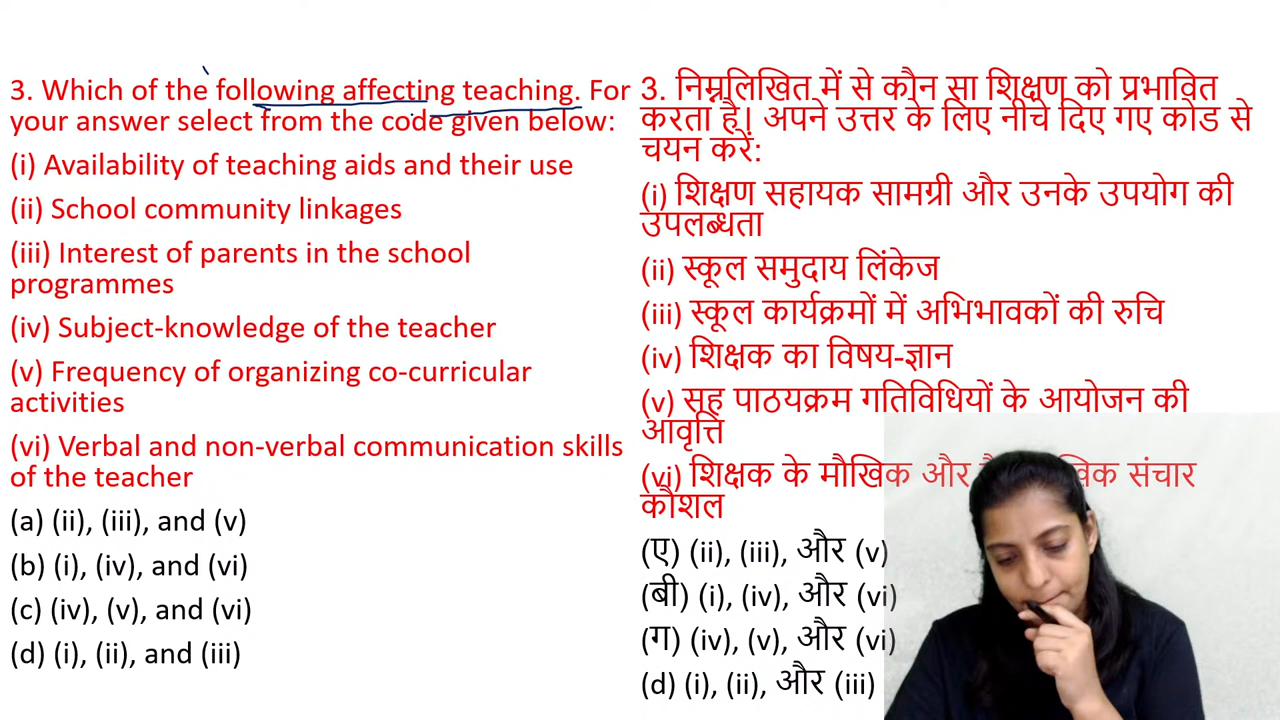 3. Which of the following affecting teaching. For
your answer select from the code given below:
(i) Availability of teaching aids and their use
(ii) School community linkages
(iii) Interest of parents in the school
programmes
(iv) Subject-knowledge of the teacher
(v) Frequency of organizing co-curricular
activities
(vi) Verbal and non-verbal communication skills
of the teacher
(a) (ii), (iii), and (v)
(b) (i), (iv), and (vi)
(c) (iv), (v), and (vi)
(d) (i), (ii), and (iii)
3. निम्नलिखित में से कौन सा शिक्षण को प्रभावित
करता है। अपने उत्तर के लिए नीचे दिए गए कोड से
चयन करें:
(i) शिक्षण सहायक सामग्री और उनके उपयोग की
उपलब्धता
(ii) स्कूल समुदाय लिंकेज
(iii) स्कूल कार्यक्रमों में अभिभावकों की रुचि
(iv) शिक्षक का विषय-ज्ञान
(v) सह पाठयक्रम गतिविधियों के आयोजन की
आवृत्ति
(vi) शिक्षक के मौखिक और संचार
कौशल
(ए) (ii), (iii), और (v)
(बी) (i), (iv), और (vi)
(ग) (iv), (v), और (vi)
(d) (i), (ii), और (iii)